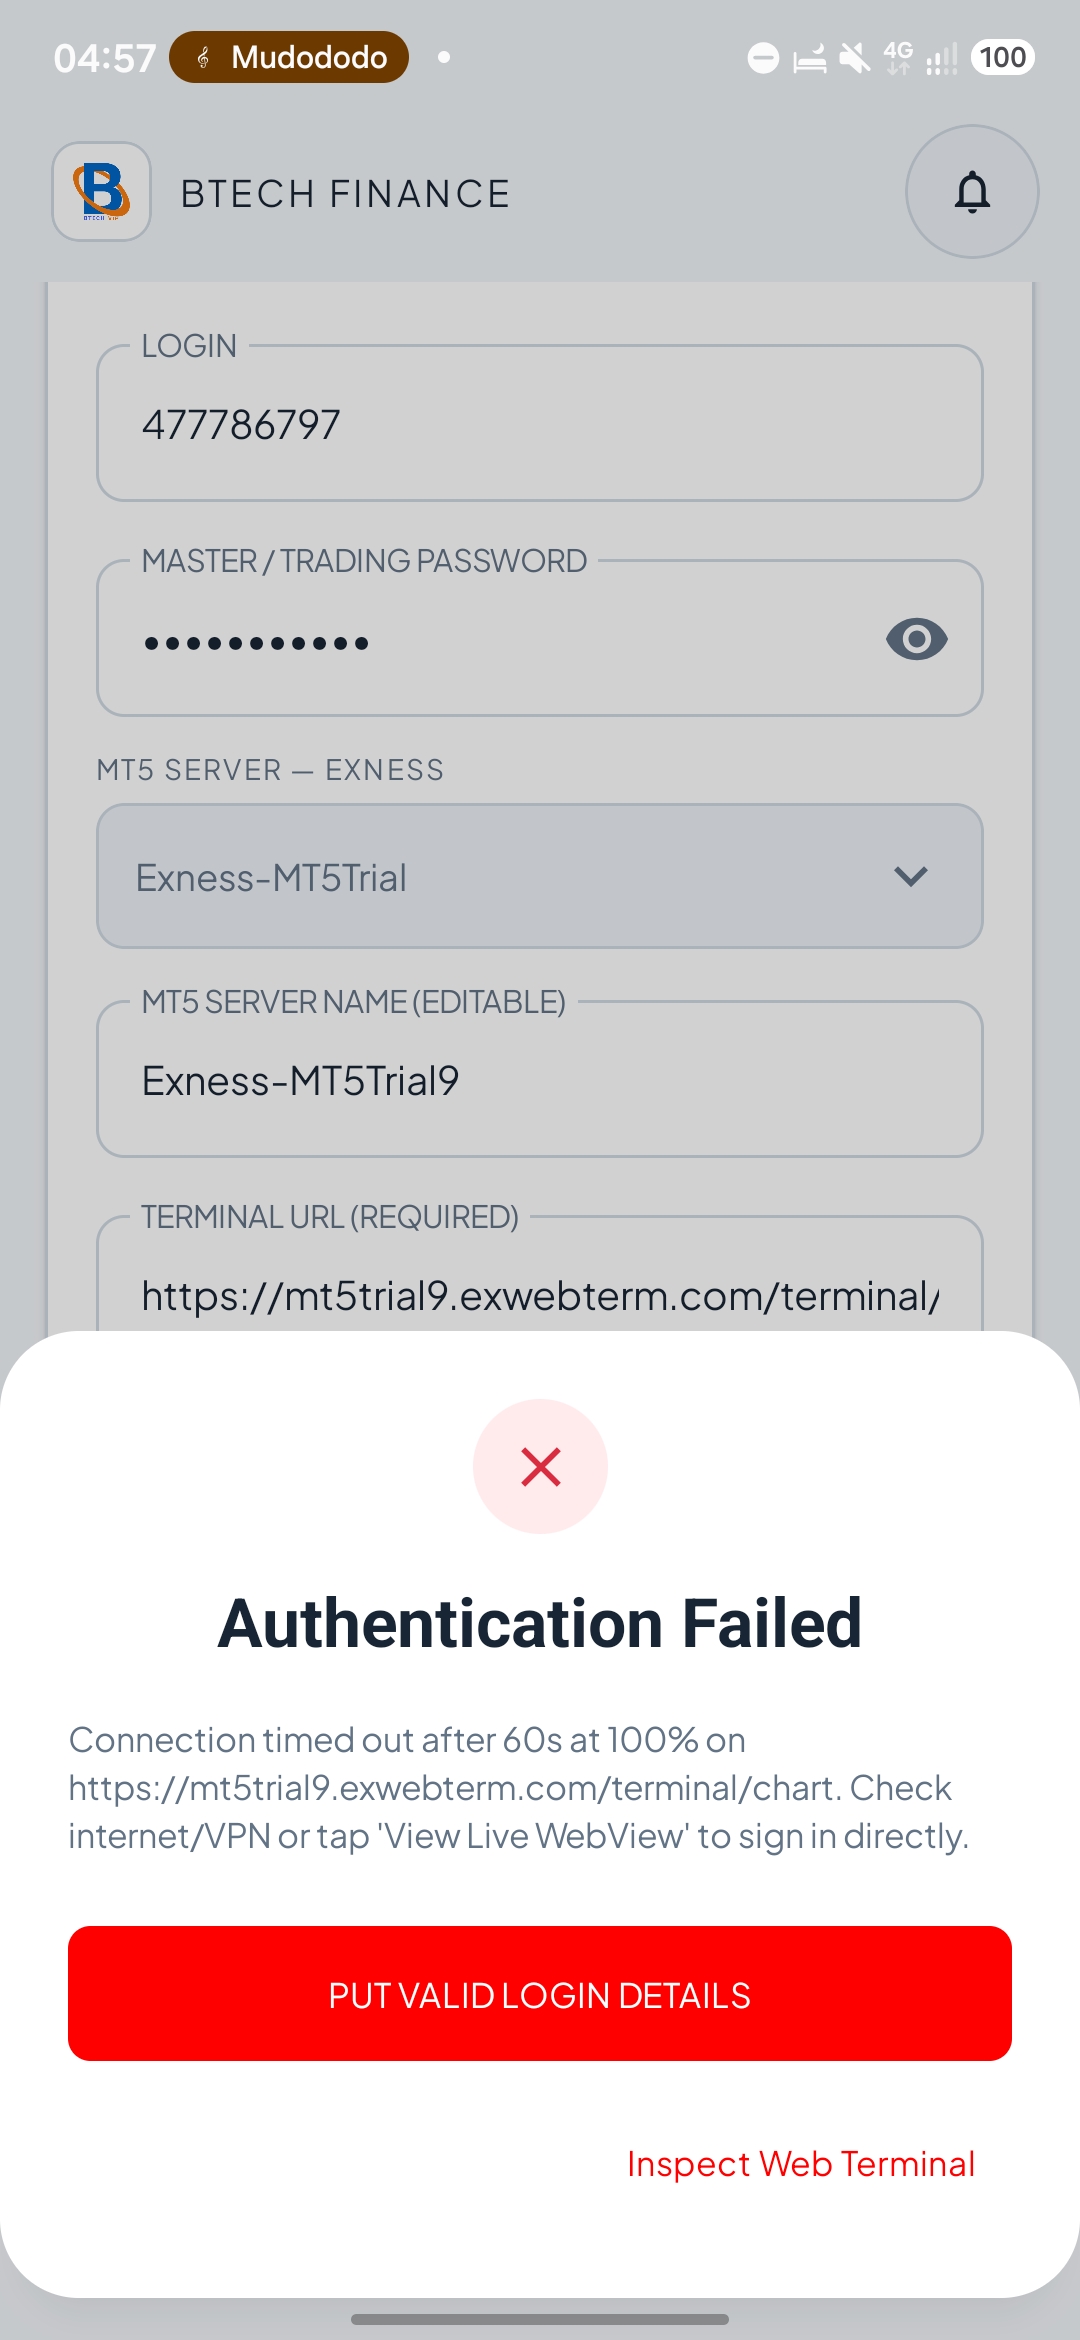 04:57 Mudododo 4G 100
BTECH VIP
BTECH FINANCE
LOGIN
477786797
MASTER / TRADING PASSWORD
•••••••••••
MT5 SERVER — EXNESS
Exness-MT5Trial
MT5 SERVER NAME (EDITABLE)
Exness-MT5Trial9
TERMINAL URL (REQUIRED)
https://mt5trial9.exwebterm.com/terminal/
Authentication Failed
Connection timed out after 60s at 100% on
https://mt5trial9.exwebterm.com/terminal/chart. Check
internet/VPN or tap 'View Live WebView' to sign in directly.
PUT VALID LOGIN DETAILS
Inspect Web Terminal